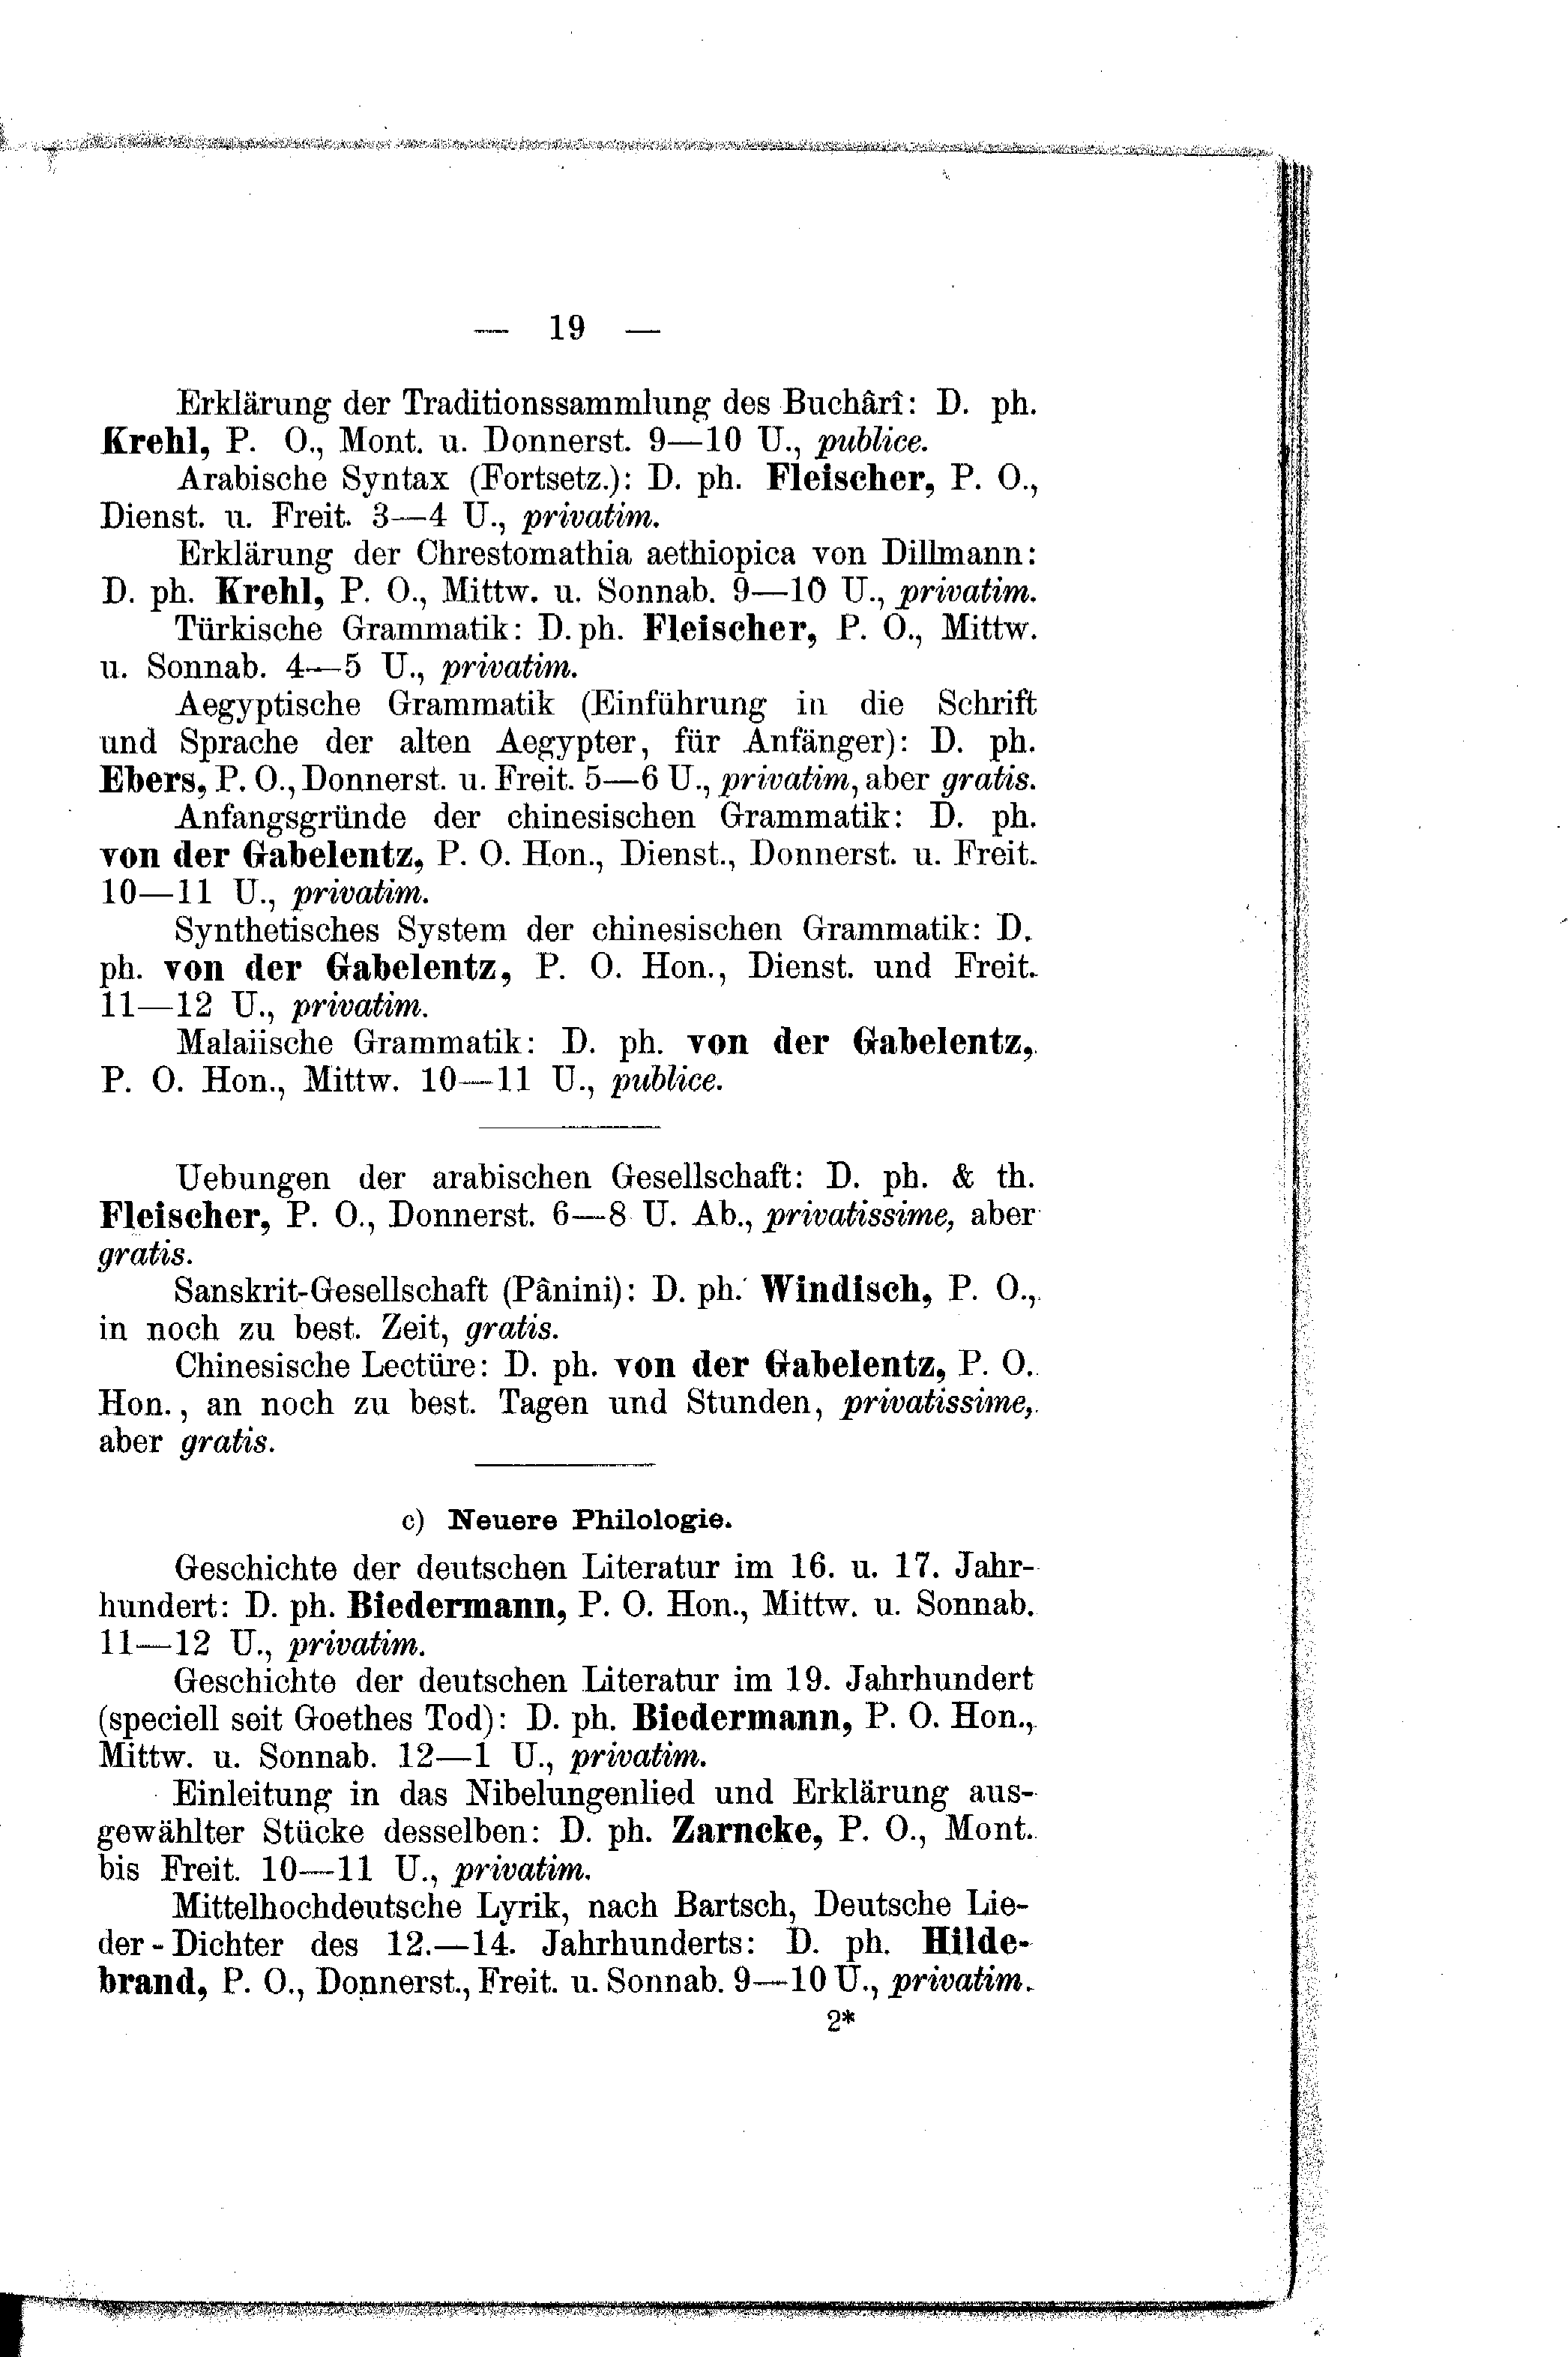 — 19 —
Erklärung der Traditionssammlung des Buchârî: D. ph.
Krehl, P. O., Mont. u. Donnerst. 9—10 U., publice.
Arabische Syntax (Fortsetz.): D. ph. Fleischer, P. O.,
Dienst. u. Freit. 3—4 U., privatim.
Erklärung der Chrestomathia aethiopica von Dillmann:
D. ph. Krehl, P. O., Mittw. u. Sonnab. 9—10 U., privatim.
Türkische Grammatik: D. ph. Fleischer, P. O., Mittw.
u. Sonnab. 4—5 U., privatim.
Aegyptische Grammatik (Einführung in die Schrift
und Sprache der alten Aegypter, für Anfänger): D. ph.
Ebers, P. O., Donnerst. u. Freit. 5—6 U., privatim, aber gratis.
Anfangsgründe der chinesischen Grammatik: D. ph.
von der Gabelentz, P. O. Hon., Dienst., Donnerst. u. Freit.
10—11 U., privatim.
Synthetisches System der chinesischen Grammatik: D.
ph. von der Gabelentz, P. O. Hon., Dienst. und Freit.
11—12 U., privatim.
Malaiische Grammatik: D. ph. von der Gabelentz,
P. O. Hon., Mittw. 10—11 U., publice.
Uebungen der arabischen Gesellschaft: D. ph. & th.
Fleischer, P. O., Donnerst. 6—8 U. Ab., privatissime, aber
gratis.
Sanskrit-Gesellschaft (Pânini): D. ph. Windisch, P. O.,
in noch zu best. Zeit, gratis.
Chinesische Lectüre: D. ph. von der Gabelentz, P. O.
Hon., an noch zu best. Tagen und Stunden, privatissime,
aber gratis.
c) Neuere Philologie.
Geschichte der deutschen Literatur im 16. u. 17. Jahr-
hundert: D. ph. Biedermann, P. O. Hon., Mittw. u. Sonnab.
11—12 U., privatim.
Geschichte der deutschen Literatur im 19. Jahrhundert
(speciell seit Goethes Tod): D. ph. Biedermann, P. O. Hon.,
Mittw. u. Sonnab. 12—1 U., privatim.
Einleitung in das Nibelungenlied und Erklärung aus-
gewählter Stücke desselben: D. ph. Zarncke, P. O., Mont.
bis Freit. 10—11 U., privatim.
Mittelhochdeutsche Lyrik, nach Bartsch, Deutsche Lie-
der-Dichter des 12.—14. Jahrhunderts: D. ph. Hilde-
brand, P. O., Donnerst., Freit. u. Sonnab. 9—10 U., privatim.
2*